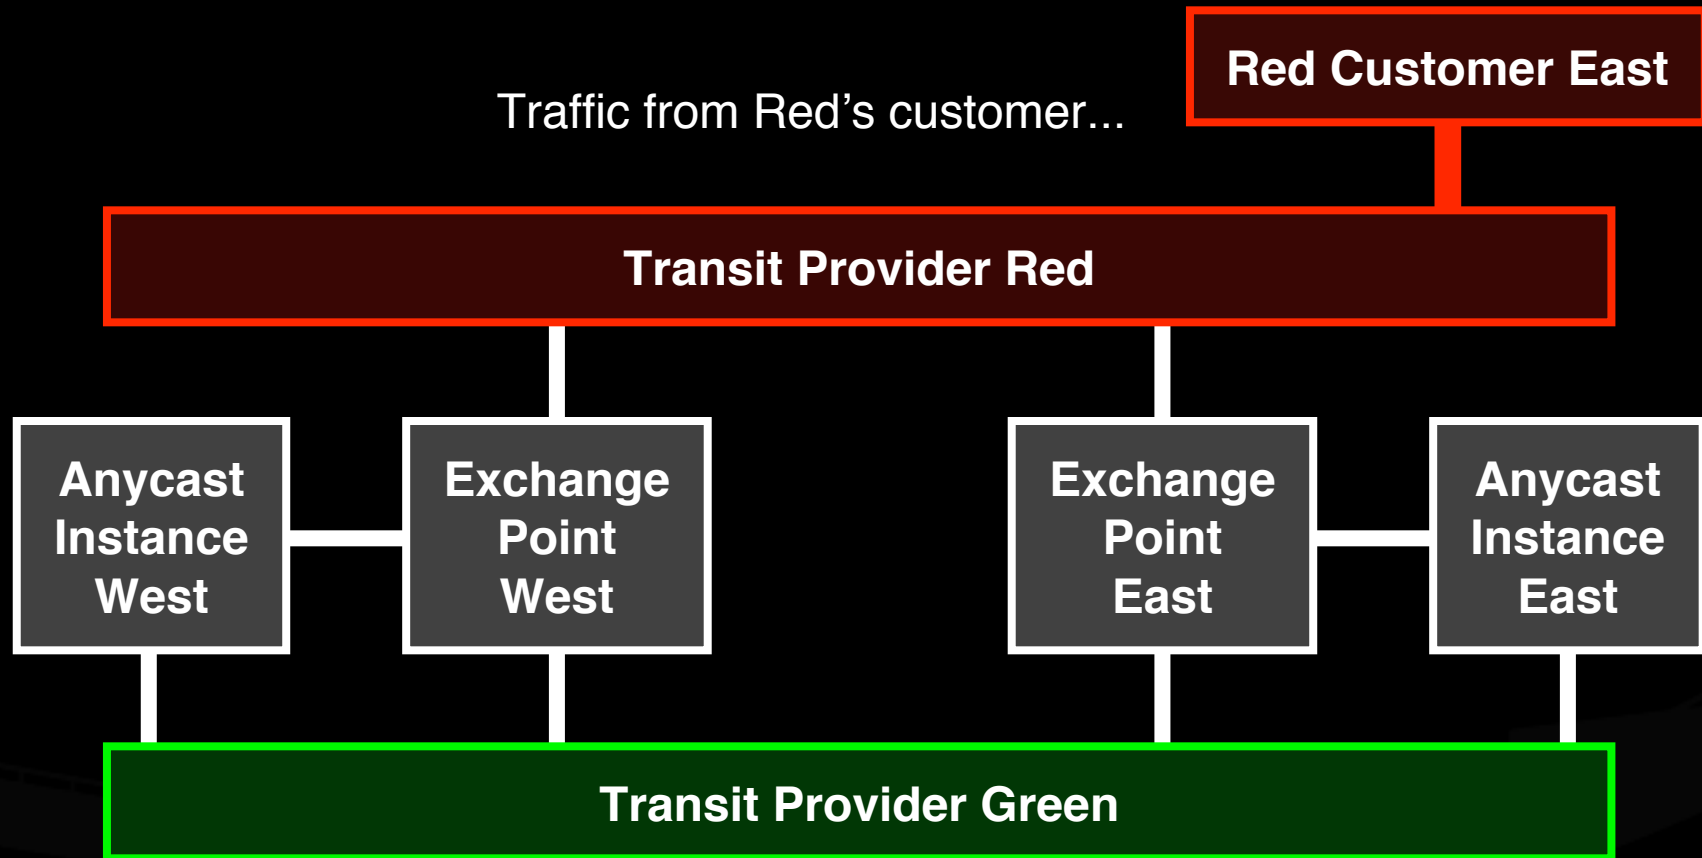 Red Customer East
Traffic from Red’s customer...
Transit Provider Red
Anycast
Instance
West
Exchange
Point
West
Exchange
Point
East
Anycast
Instance
East
Transit Provider Green